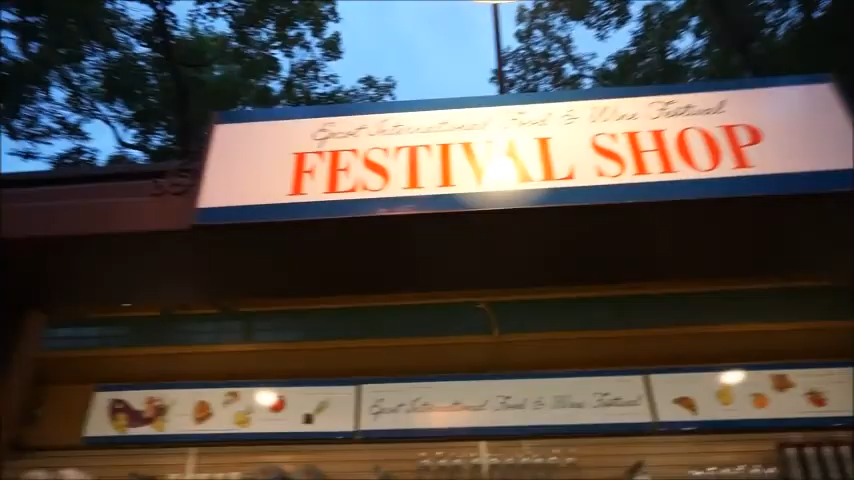 Epcot International Food & Wine Festival
FESTIVAL SHOP
Epcot International Food & Wine Festival